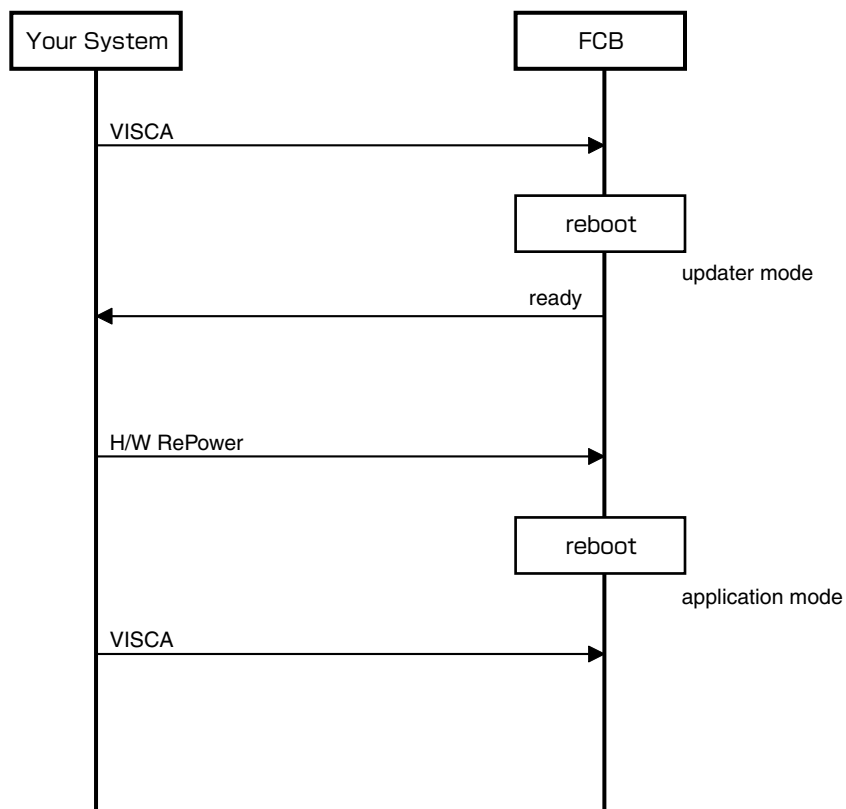 Your System
FCB
VISCA
reboot
updater mode
ready
H/W RePower
reboot
application mode
VISCA